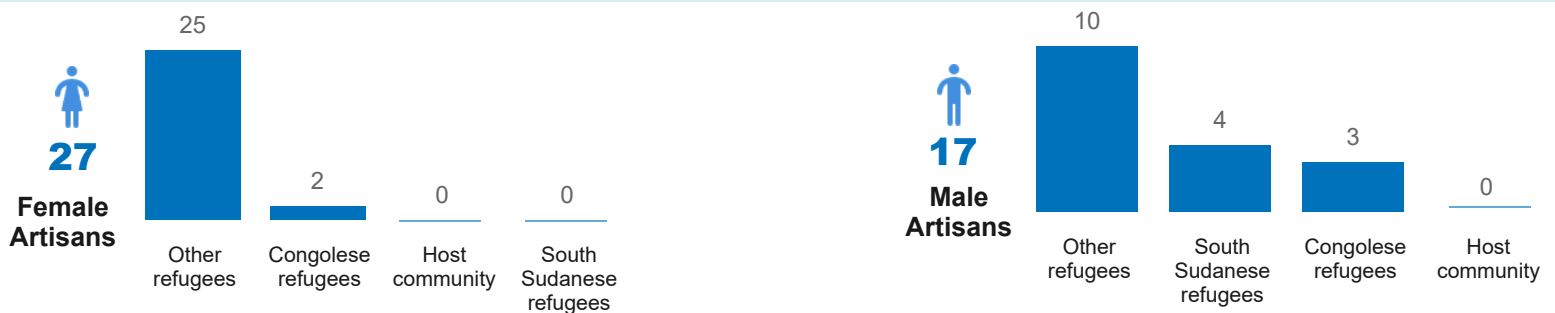 25
2
0
0
27
Female
Artisans
Other
refugees
Congolese
refugees
Host
community
South
Sudanese
refugees
10
4
3
0
17
Male
Artisans
Other
refugees
South
Sudanese
refugees
Congolese
refugees
Host
community